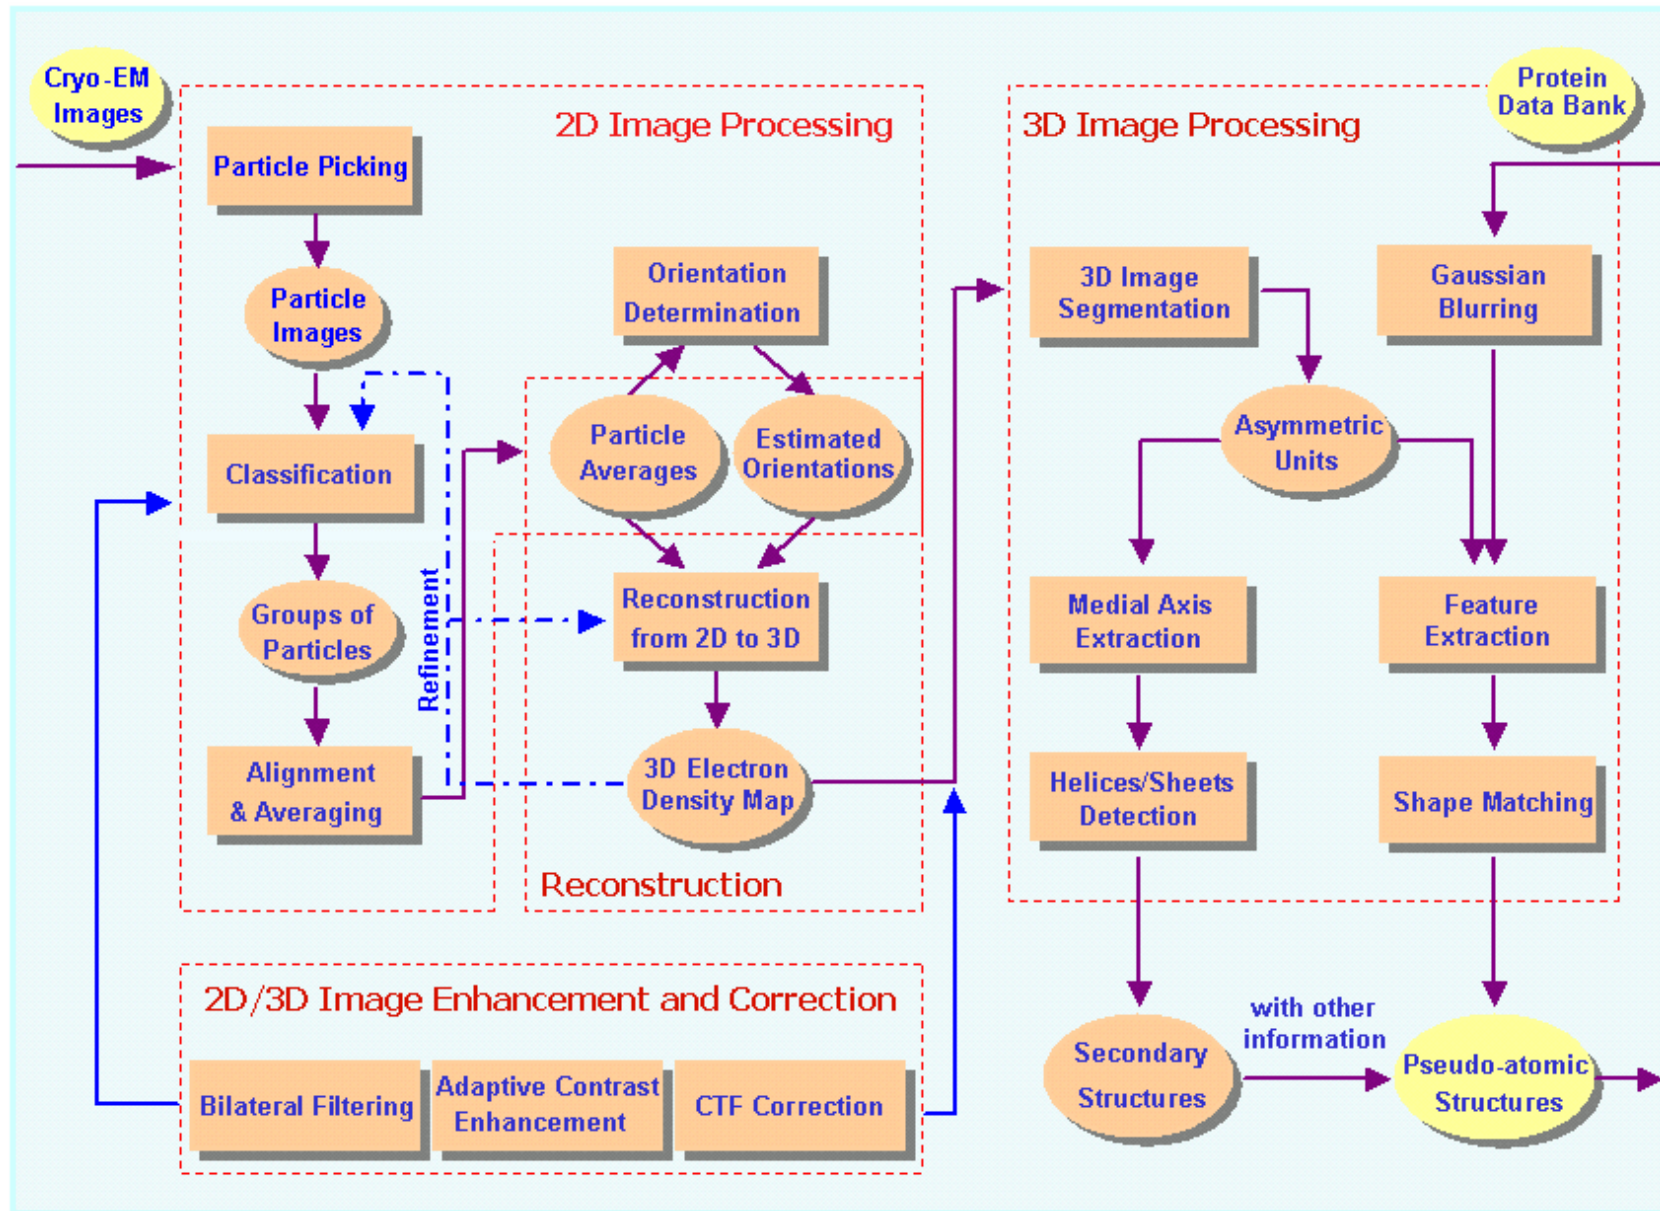 Cryo-EM
Images
2D Image Processing
Particle Picking
Particle
Images
Classification
Groups of
Particles
Alignment
& Averaging
Orientation
Determination
Particle
Averages
Estimated
Orientations
Refinement
Reconstruction
from 2D to 3D
3D Electron
Density Map
Reconstruction
2D/3D Image Enhancement and Correction
Bilateral Filtering
Adaptive Contrast
Enhancement
CTF Correction
3D Image Processing
Protein
Data Bank
3D Image
Segmentation
Gaussian
Blurring
Asymmetric
Units
Medial Axis
Extraction
Feature
Extraction
Helices/Sheets
Detection
Shape Matching
Secondary
Structures
with other
information
Pseudo-atomic
Structures